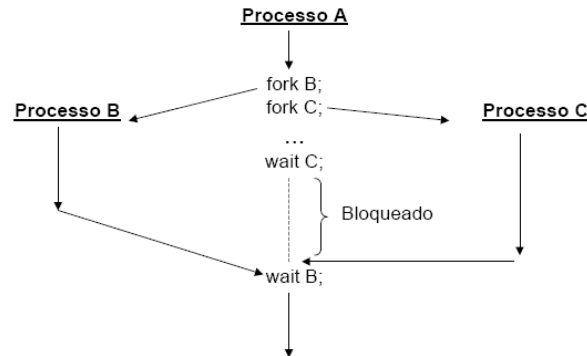 Processo A
fork B;
fork C;
Processo B
Processo C
...
wait C;
Bloqueado
wait B;